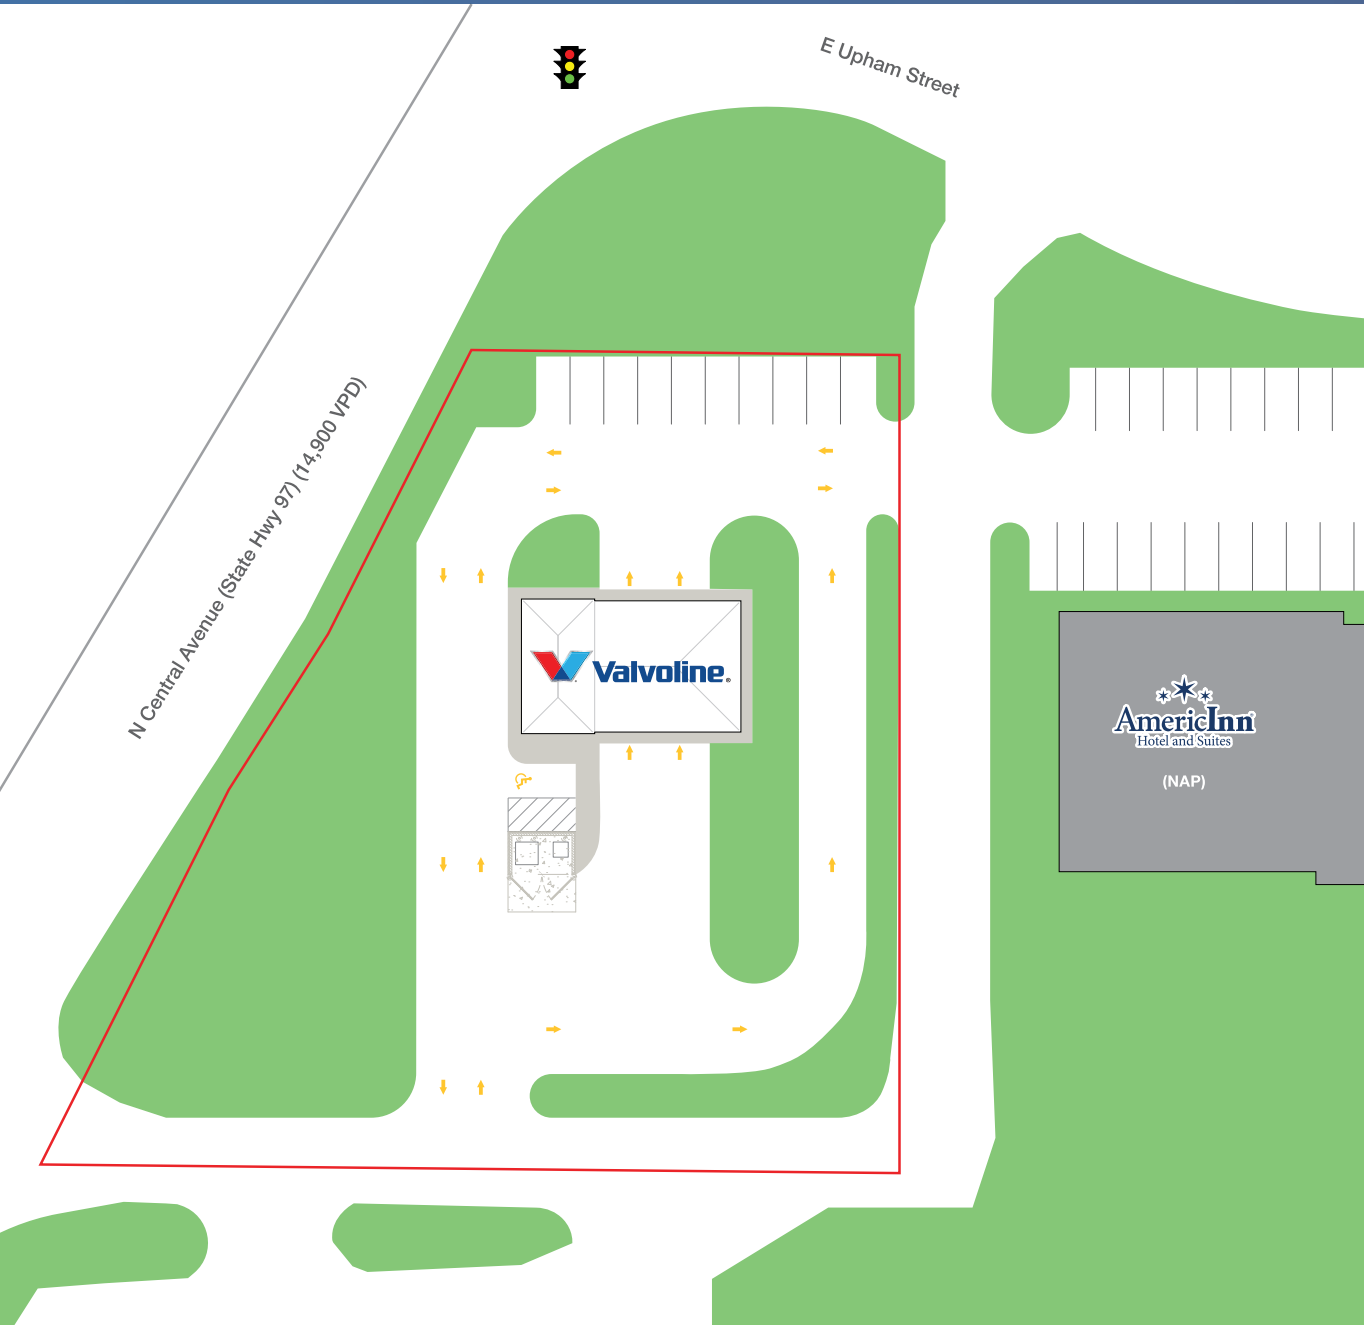 E Upham Street
N Central Avenue (State Hwy 97) (14,900 VPD)
Valvoline®
AmericInn®
Hotel and Suites
(NAP)